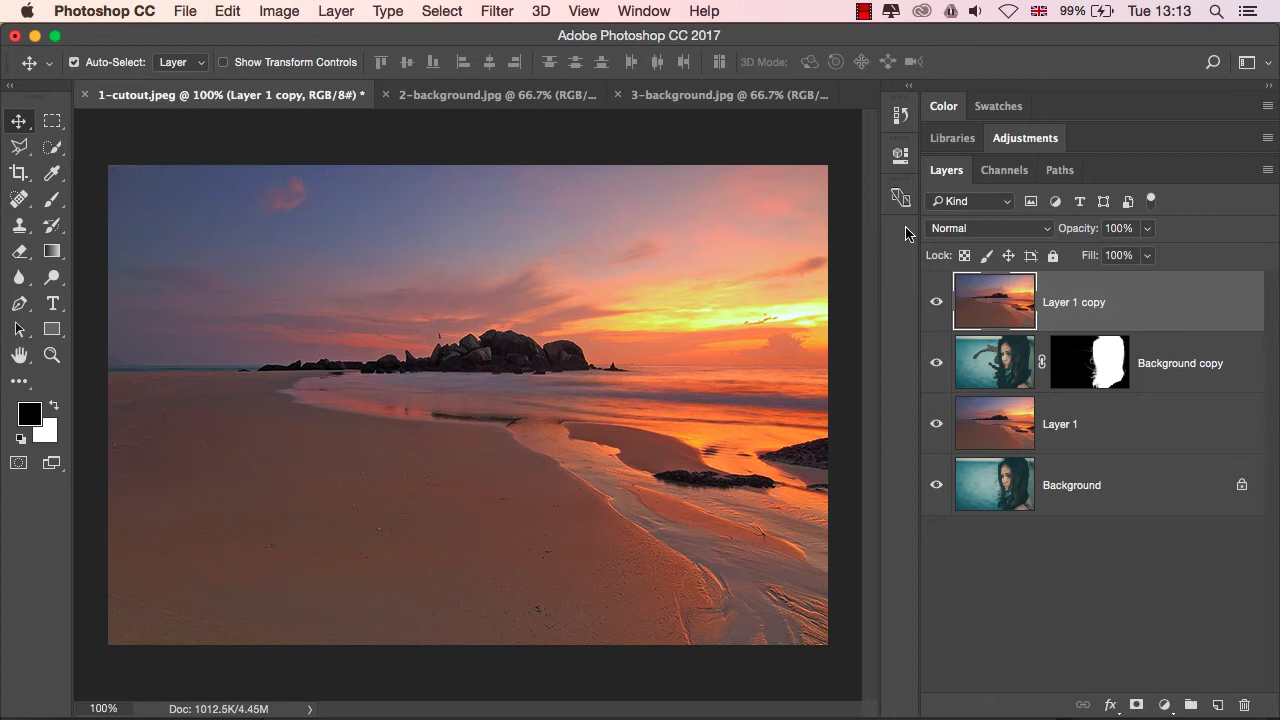 Photoshop CC File Edit Image Layer Type Select Filter 3D View Window Help 99% Tue 13:13
Adobe Photoshop CC 2017
Auto-Select: Layer Show Transform Controls 3D Mode:
1-cutout.jpeg @ 100% (Layer 1 copy, RGB/8#) * 2-background.jpg @ 66.7% (RGB/... 3-background.jpg @ 66.7% (RGB/...
Color Swatches
Libraries Adjustments
Layers Channels Paths
Kind
Normal Opacity: 100%
Lock: Fill: 100%
Layer 1 copy
Background copy
Layer 1
Background
100% Doc: 1012.5K/4.45M
fx